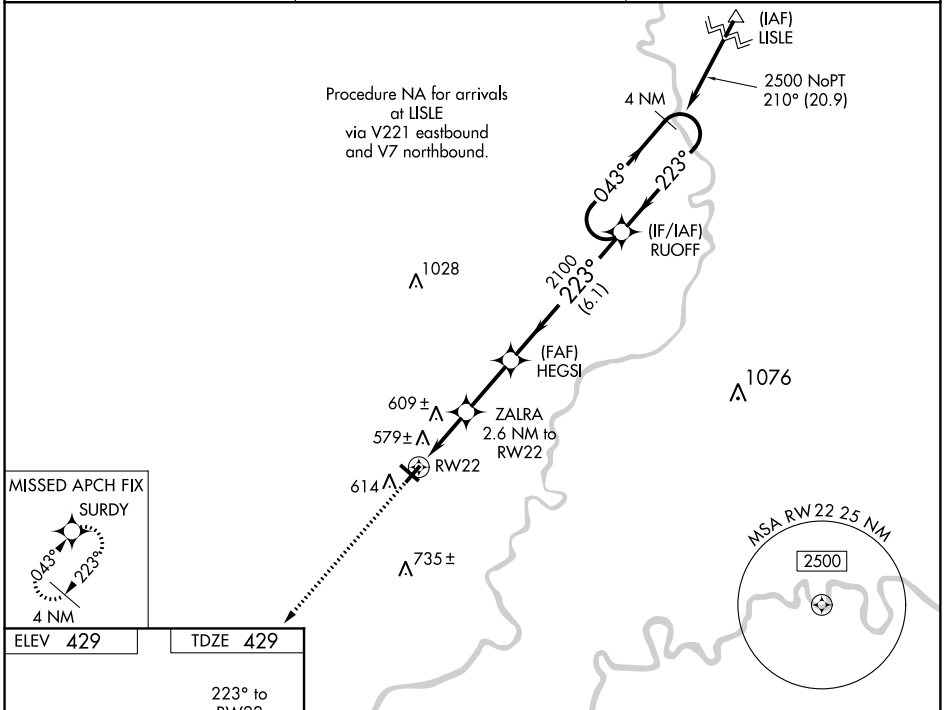 (IAF)
LISLE
2500 NoPT
210° (20.9)
Procedure NA for arrivals
at LISLE
via V221 eastbound
and V7 northbound.
4 NM
043°
223°
(IF/IAF)
RUOFF
2100
223°
(6.1)
1028
(FAF)
HEGSI
1076
609±
ZALRA
2.6 NM to
RW22
579±
RW22
614
MISSED APCH FIX
SURDY
043°
223°
4 NM
735±
MSA RW 22 25 NM
2500
ELEV 429
TDZE 429
223° to
RW22